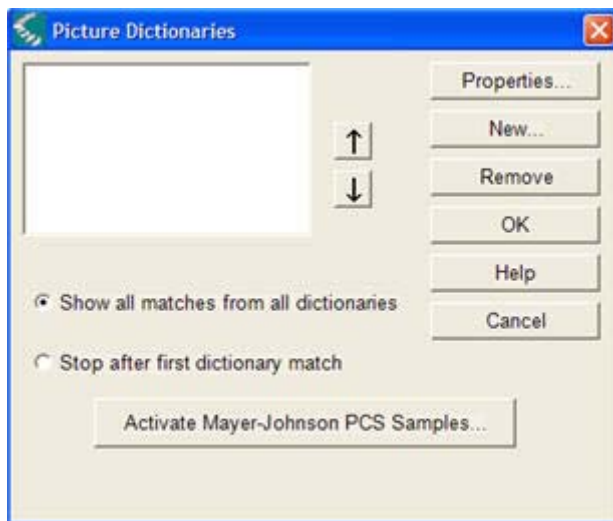 Picture Dictionaries
Properties...
New...
Remove
OK
Help
Cancel
Show all matches from all dictionaries
Stop after first dictionary match
Activate Mayer-Johnson PCS Samples...